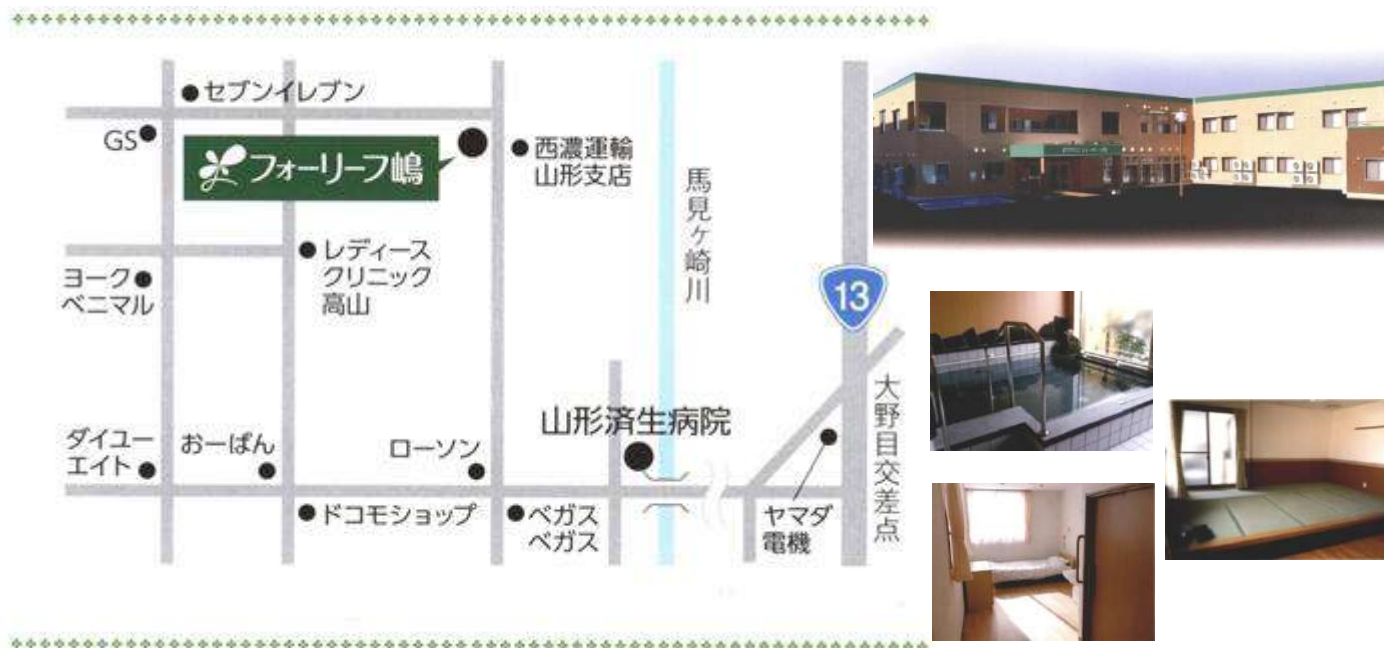 セブンイレブン
GS
フォーリーフ嶋
西濃運輸
山形支店
馬見ヶ崎川
レディース
クリニック
高山
ヨーク
ベニマル
13
大野目交差点
山形済生病院
ダイユー
エイト
おーばん
ローソン
ドコモショップ
ベガス
ベガス
ヤマダ
電機